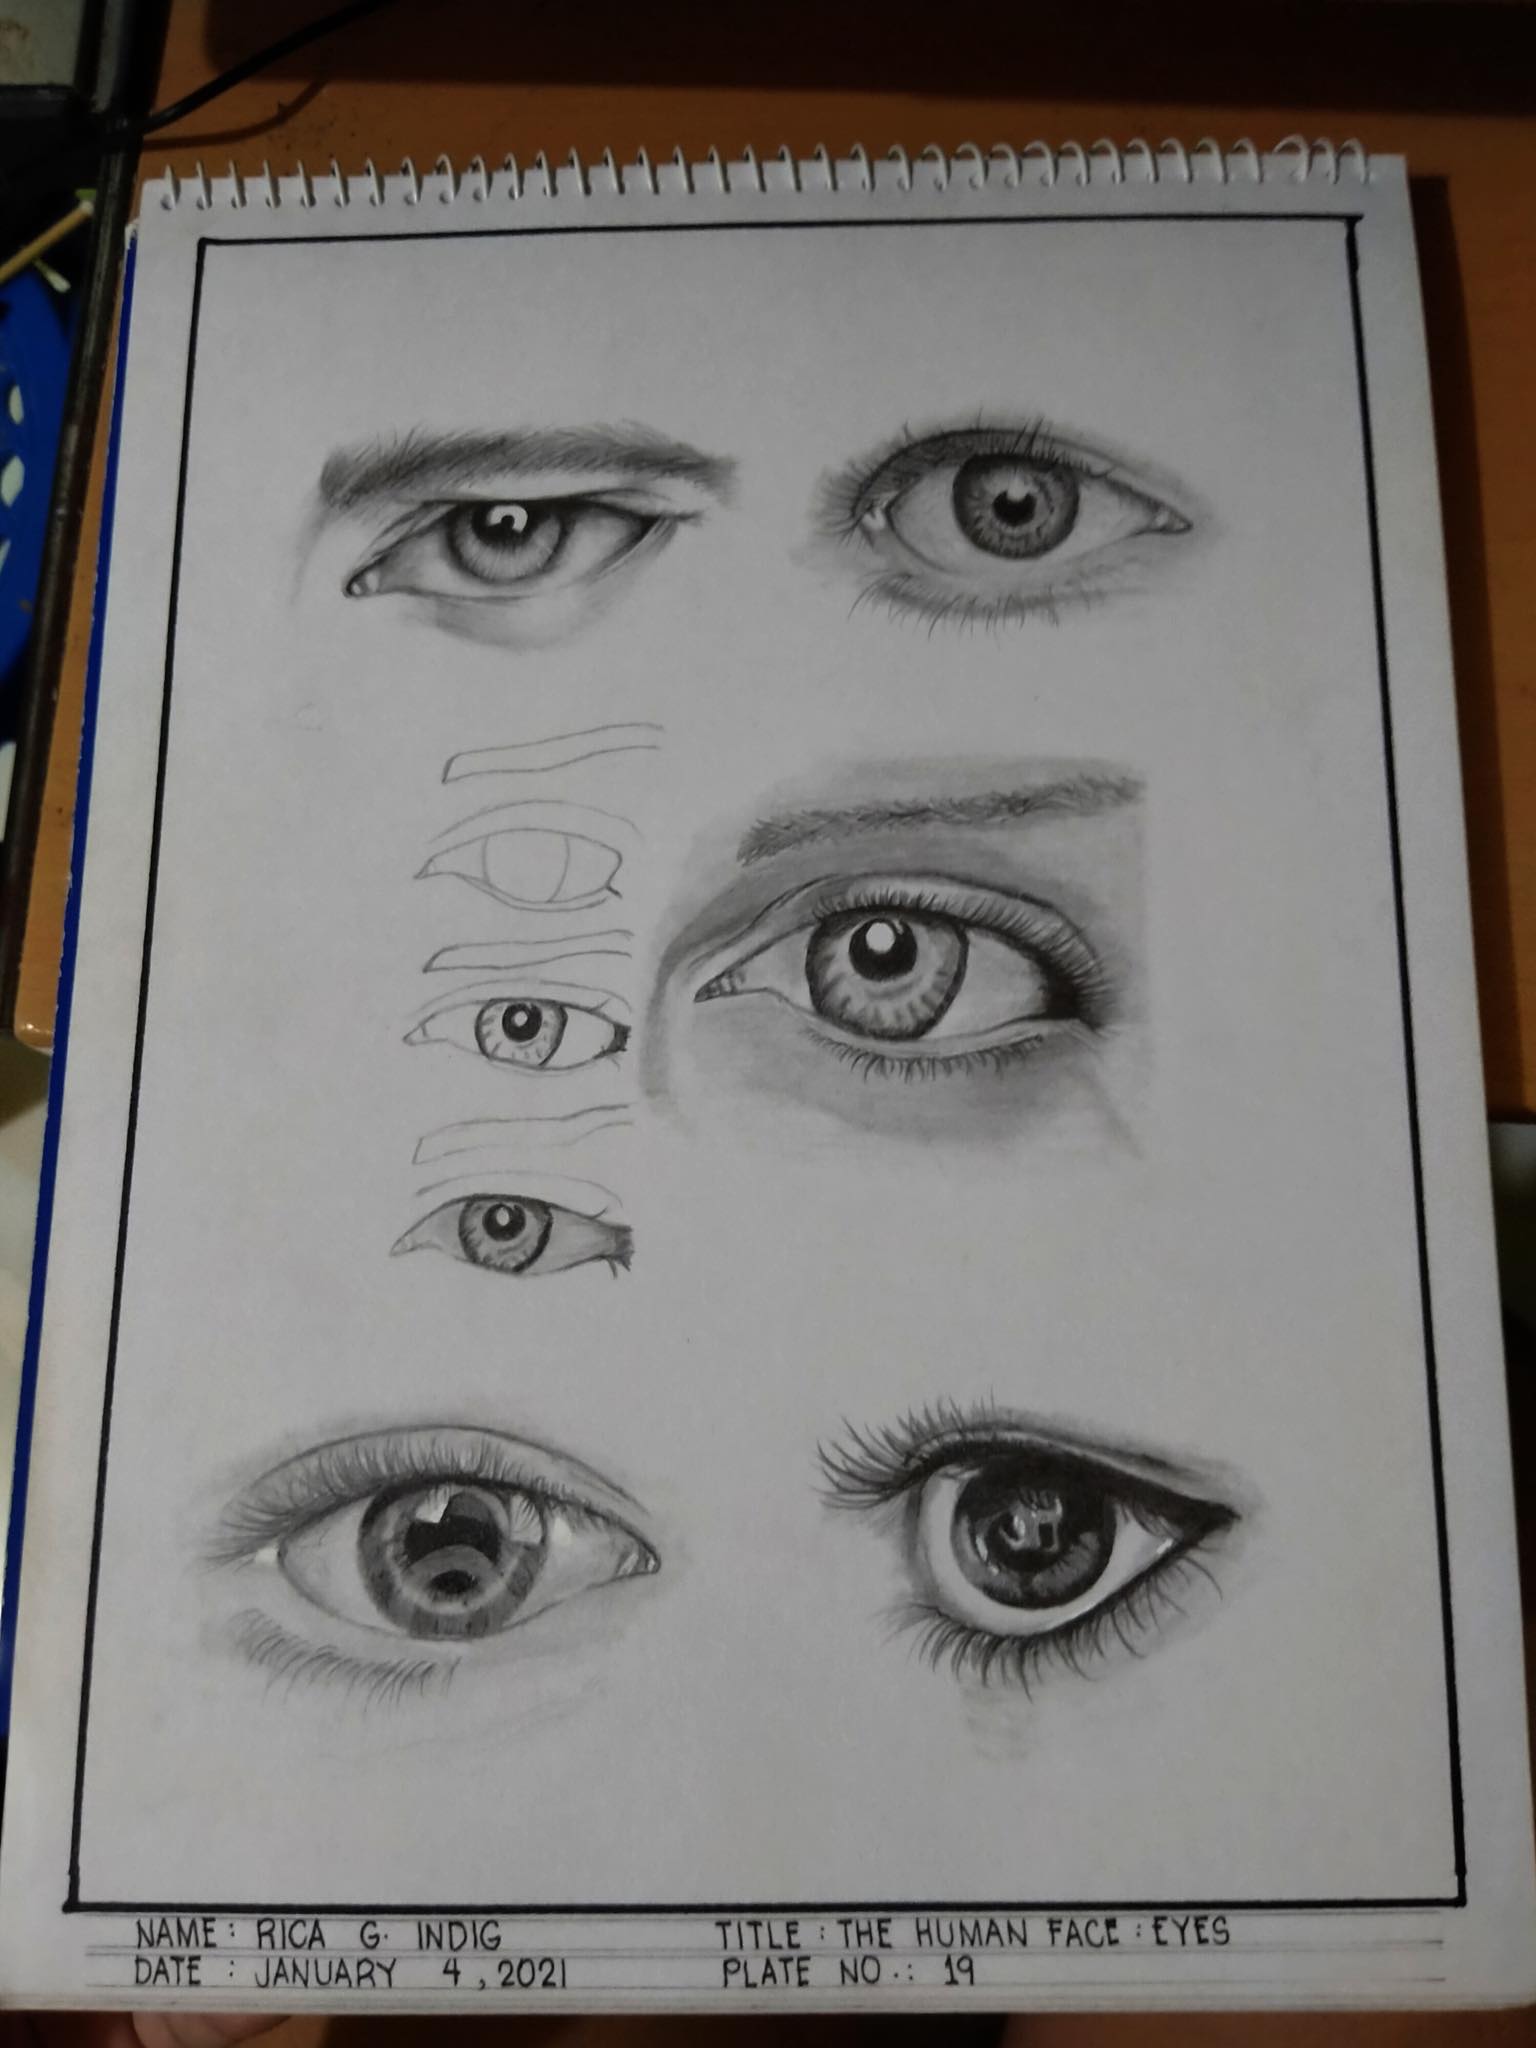 NAME: RICA G. INDIG
TITLE: THE HUMAN FACE: EYES
DATE: JANUARY 4, 2021
PLATE NO.: 19